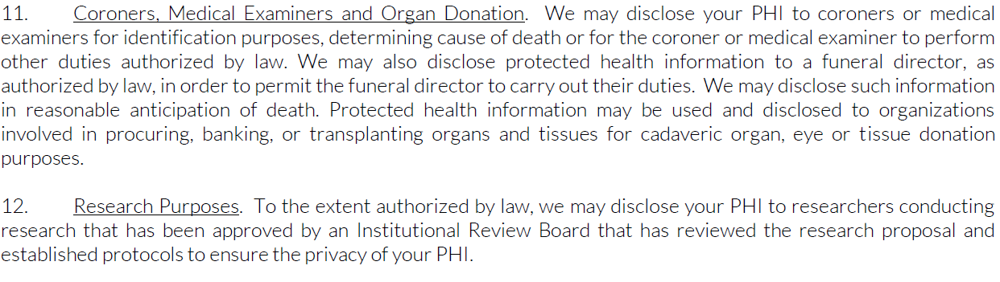 11. Coroners, Medical Examiners and Organ Donation. We may disclose your PHI to coroners or medical
examiners for identification purposes, determining cause of death or for the coroner or medical examiner to perform
other duties authorized by law. We may also disclose protected health information to a funeral director, as
authorized by law, in order to permit the funeral director to carry out their duties. We may disclose such information
in reasonable anticipation of death. Protected health information may be used and disclosed to organizations
involved in procuring, banking, or transplanting organs and tissues for cadaveric organ, eye or tissue donation
purposes.
12. Research Purposes. To the extent authorized by law, we may disclose your PHI to researchers conducting
research that has been approved by an Institutional Review Board that has reviewed the research proposal and
established protocols to ensure the privacy of your PHI.